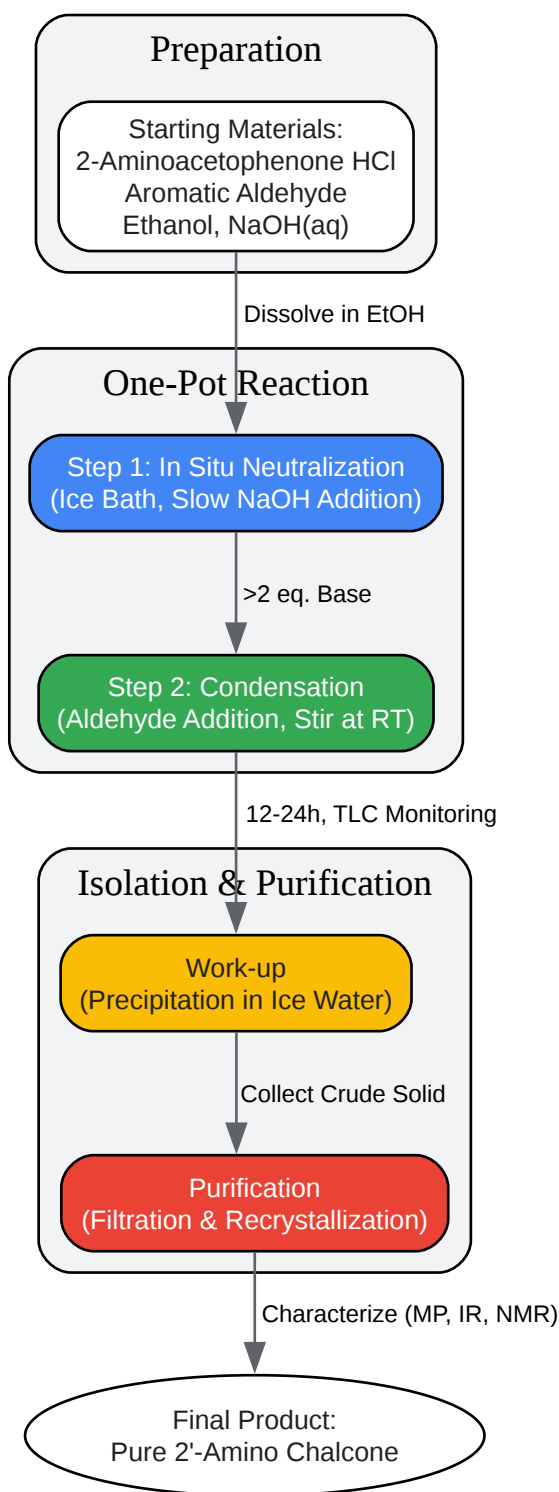 Preparation
Starting Materials:
2-Aminoacetophenone HCl
Aromatic Aldehyde
Ethanol, NaOH(aq)
Dissolve in EtOH
One-Pot Reaction
Step 1: In Situ Neutralization
(Ice Bath, Slow NaOH Addition)
>2 eq. Base
Step 2: Condensation
(Aldehyde Addition, Stir at RT)
12-24h, TLC Monitoring
Isolation & Purification
Work-up
(Precipitation in Ice Water)
Collect Crude Solid
Purification
(Filtration & Recrystallization)
Characterize (MP, IR, NMR)
Final Product:
Pure 2'-Amino Chalcone